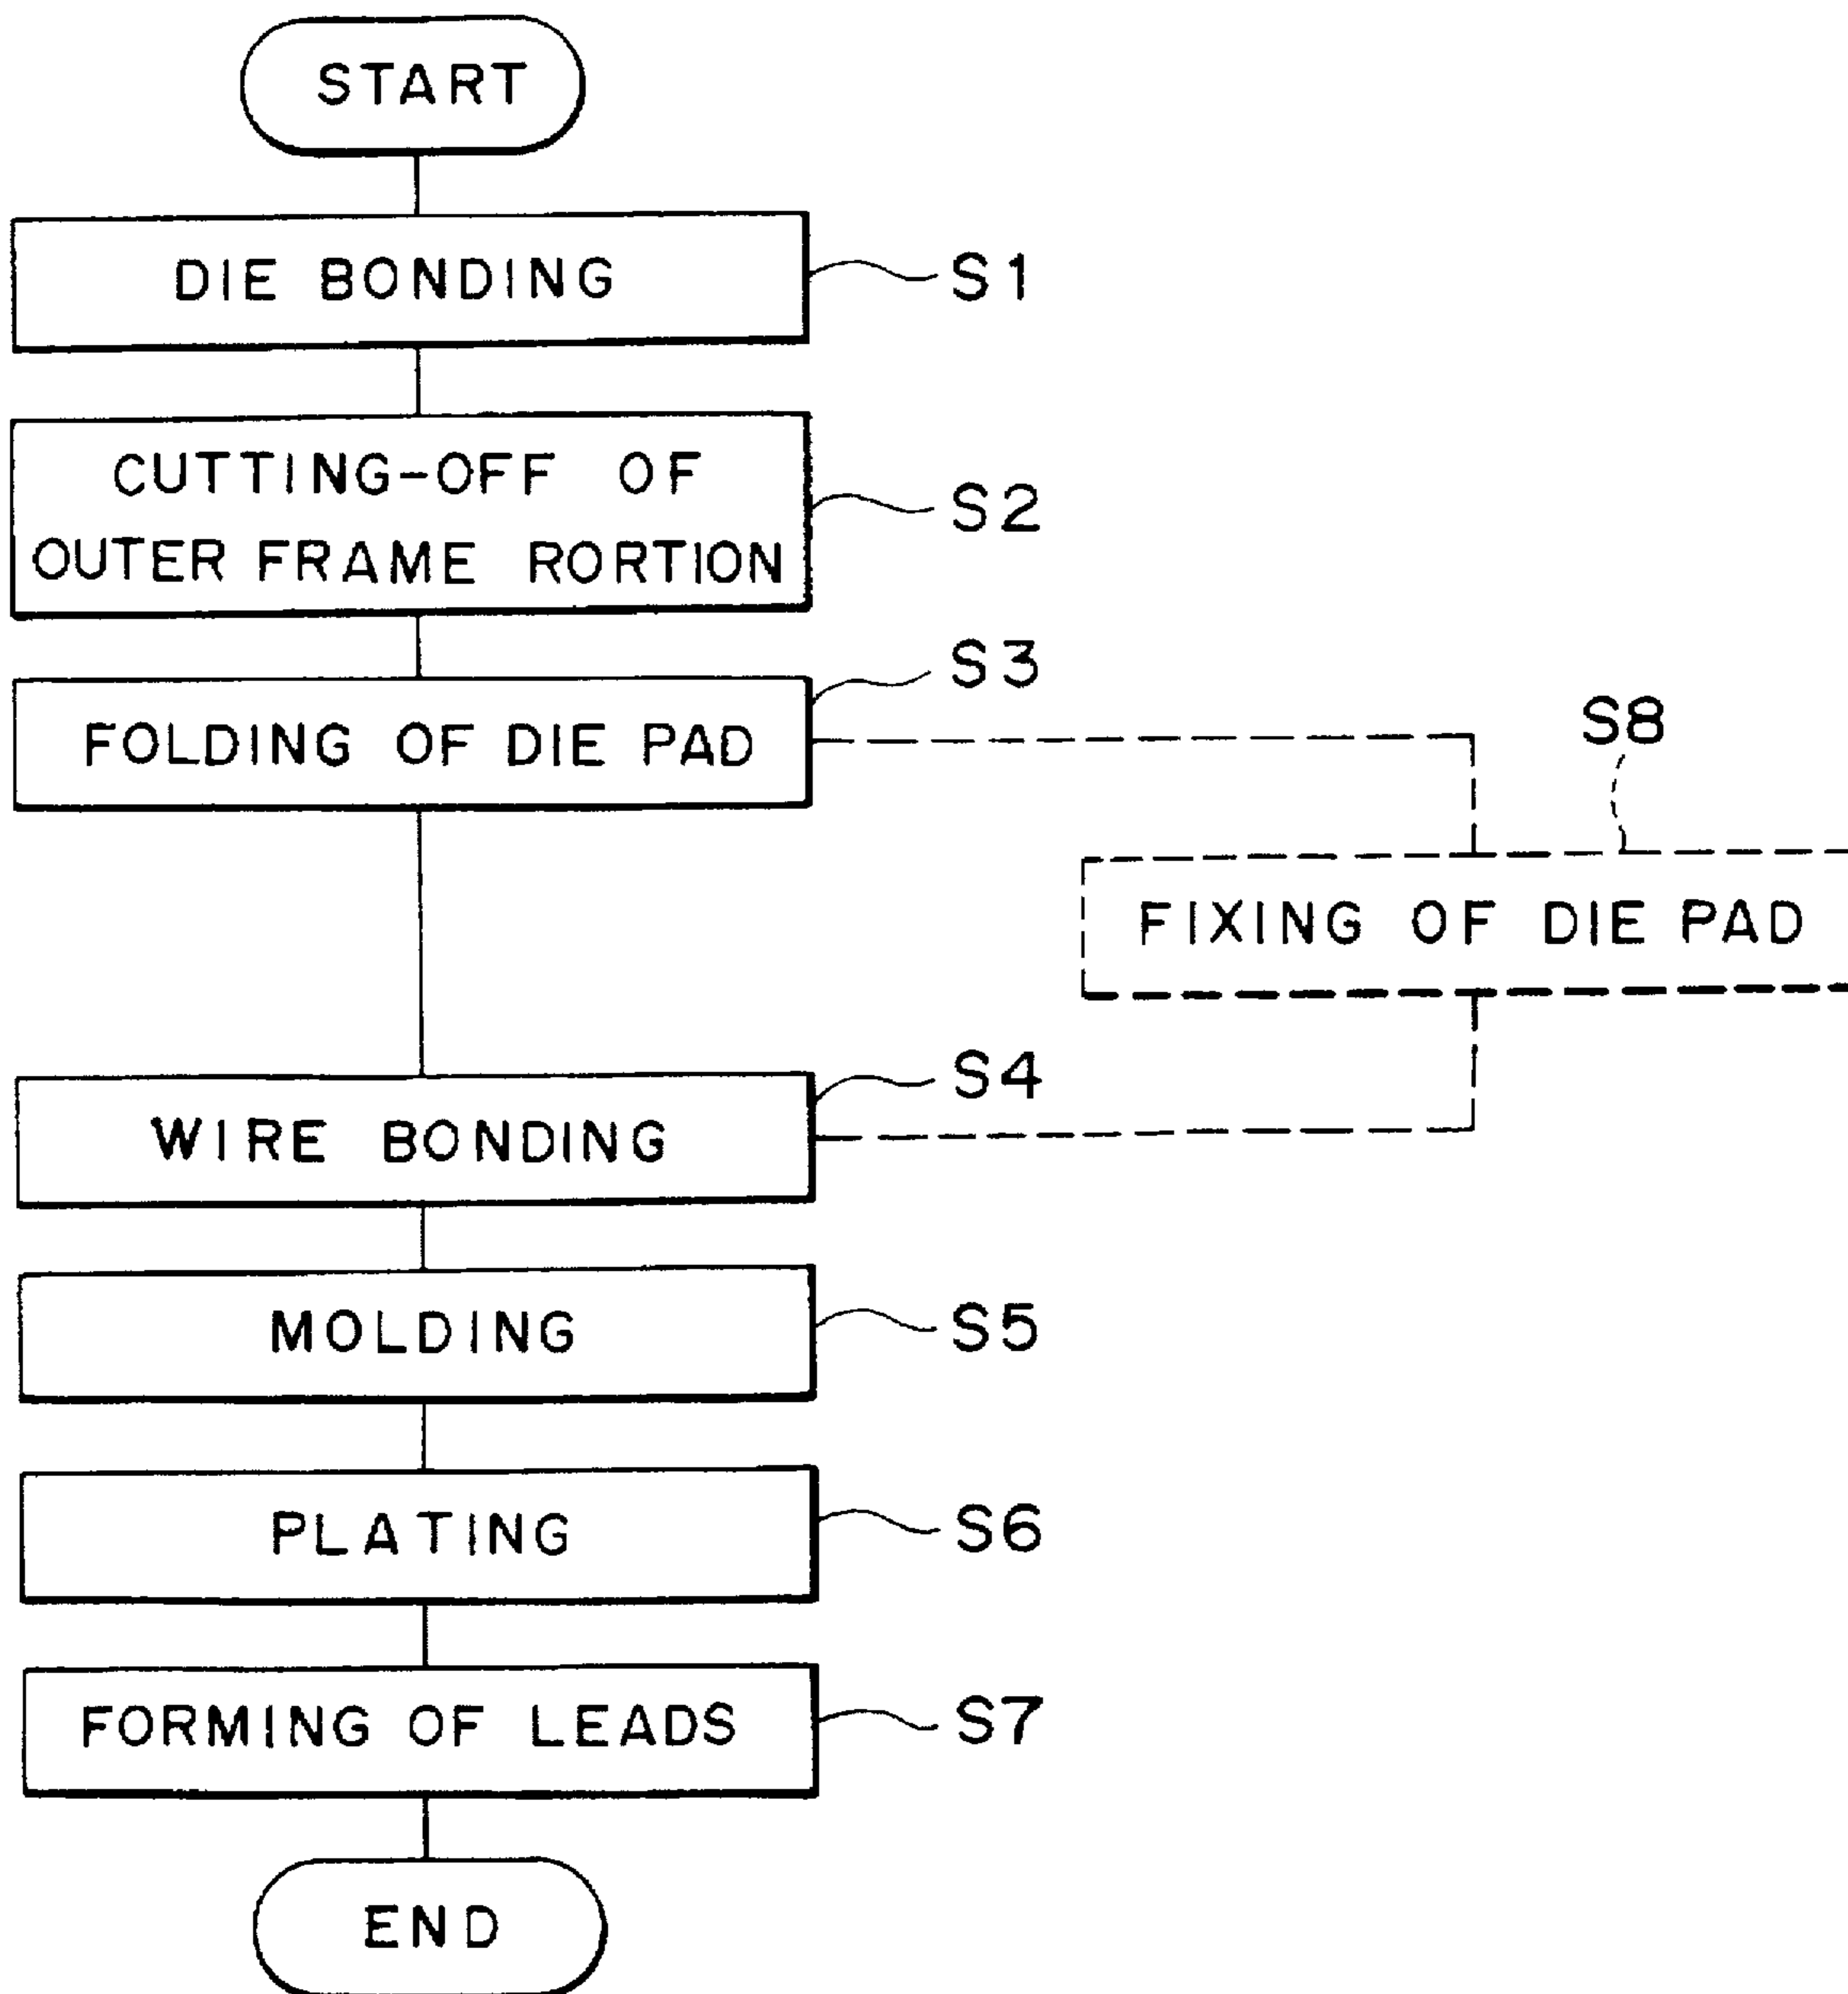 START
DIE BONDING
S1
CUTTING-OFF OF
OUTER FRAME RORTION
S2
FOLDING OF DIE PAD
S3
S8
FIXING OF DIE PAD
WIRE BONDING
S4
MOLDING
S5
PLATING
S6
FORMING OF LEADS
S7
END